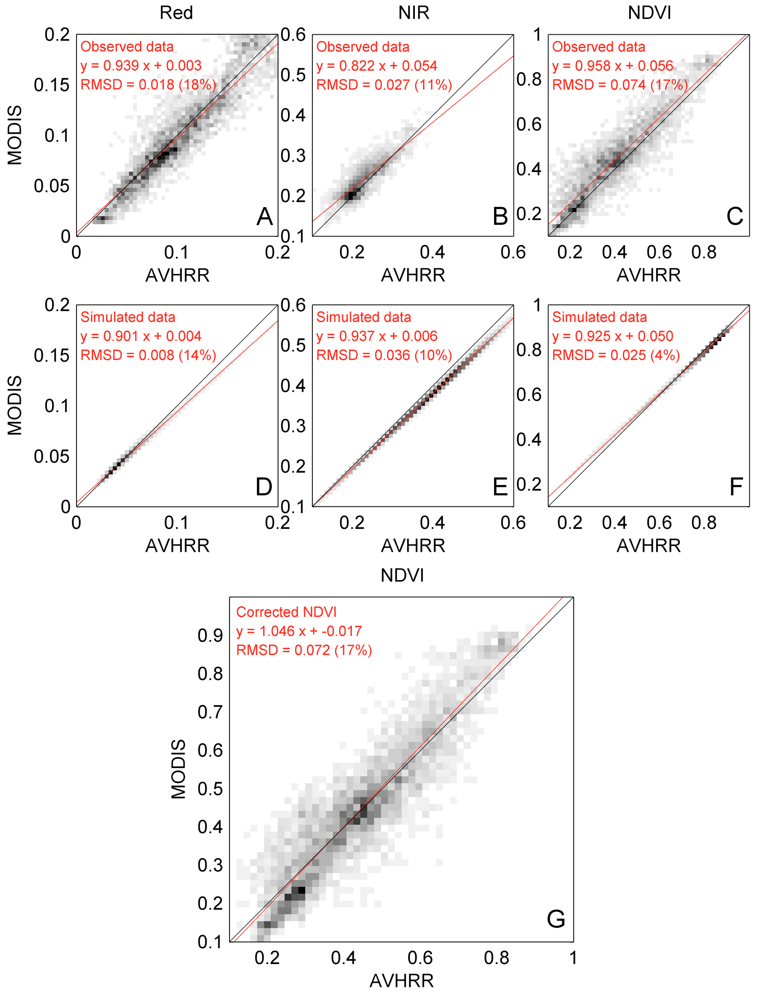 Red
NIR
NDVI
Observed data
y = 0.939 x + 0.003
RMSD = 0.018 (18%)
A
0.2
0.15
0.1
0.05
0
MODIS
0
0.1
0.2
AVHRR
Observed data
y = 0.822 x + 0.054
RMSD = 0.027 (11%)
B
0.6
0.5
0.4
0.3
0.2
0.1
0.2
0.4
0.6
AVHRR
Observed data
y = 0.958 x + 0.056
RMSD = 0.074 (17%)
C
1
0.8
0.6
0.4
0.2
0.2
0.4
0.6
0.8
AVHRR
Simulated data
y = 0.901 x + 0.004
RMSD = 0.008 (14%)
D
0.2
0.15
0.1
0.05
0
MODIS
0
0.1
0.2
AVHRR
Simulated data
y = 0.937 x + 0.006
RMSD = 0.036 (10%)
E
0.6
0.5
0.4
0.3
0.2
0.1
0.2
0.4
0.6
AVHRR
Simulated data
y = 0.925 x + 0.050
RMSD = 0.025 (4%)
F
1
0.8
0.6
0.4
0.2
0.2
0.4
0.6
0.8
AVHRR
NDVI
Corrected NDVI
y = 1.046 x + -0.017
RMSD = 0.072 (17%)
G
0.9
0.8
0.7
0.6
0.5
0.4
0.3
0.2
0.1
MODIS
0.2
0.4
0.6
0.8
1
AVHRR